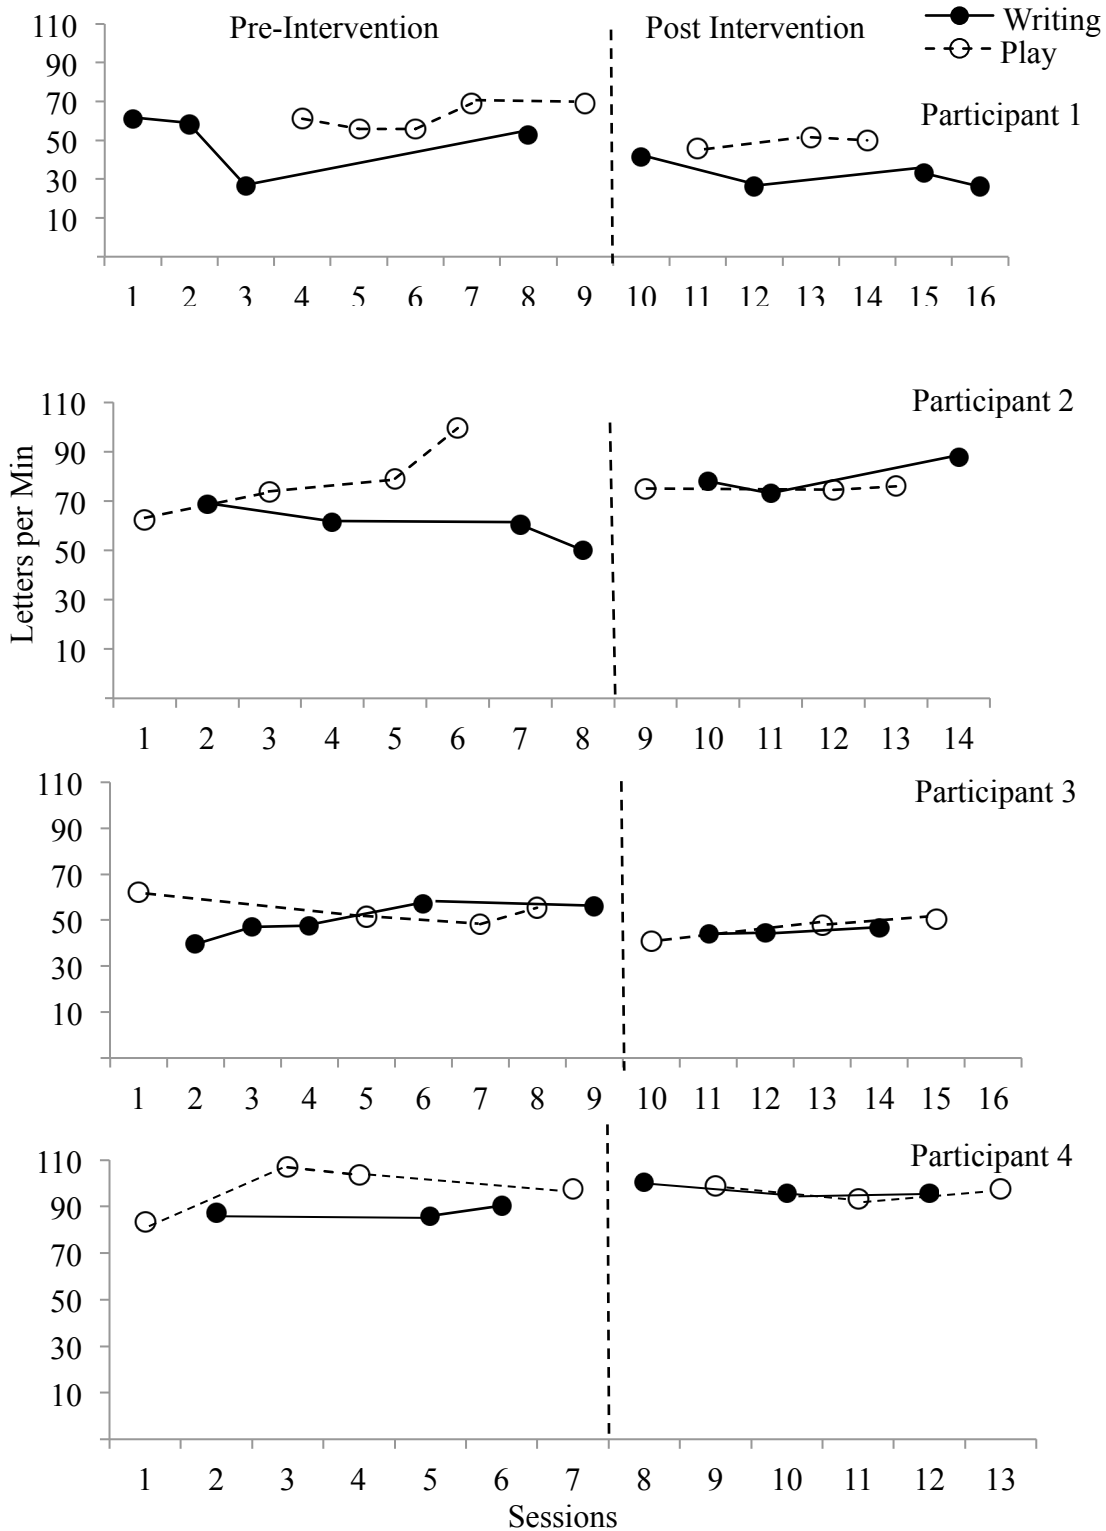 Pre-Intervention Post Intervention
Writing
Play
Participant 1
110
90
70
50
30
10
1 2 3 4 5 6 7 8 9 10 11 12 13 14 15 16
Participant 2
Letters per Min
110
90
70
50
30
10
1 2 3 4 5 6 7 8 9 10 11 12 13 14
Participant 3
110
90
70
50
30
10
1 2 3 4 5 6 7 8 9 10 11 12 13 14 15 16
Participant 4
110
90
70
50
30
10
1 2 3 4 5 6 7 8 9 10 11 12 13
Sessions